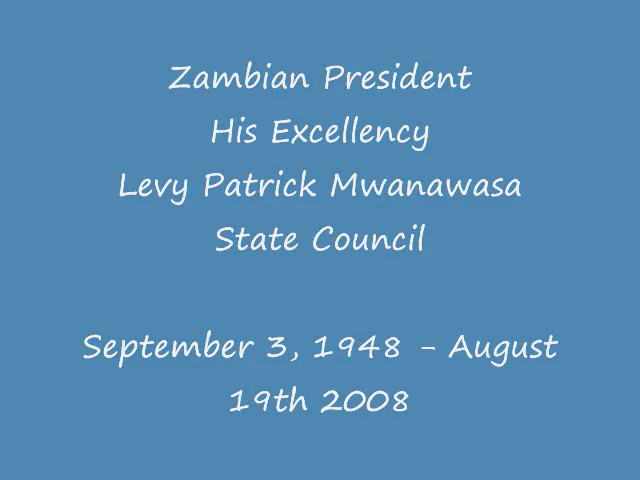 Zambian President
His Excellency
Levy Patrick Mwanawasa
State Council
September 3, 1948 - August
19th 2008